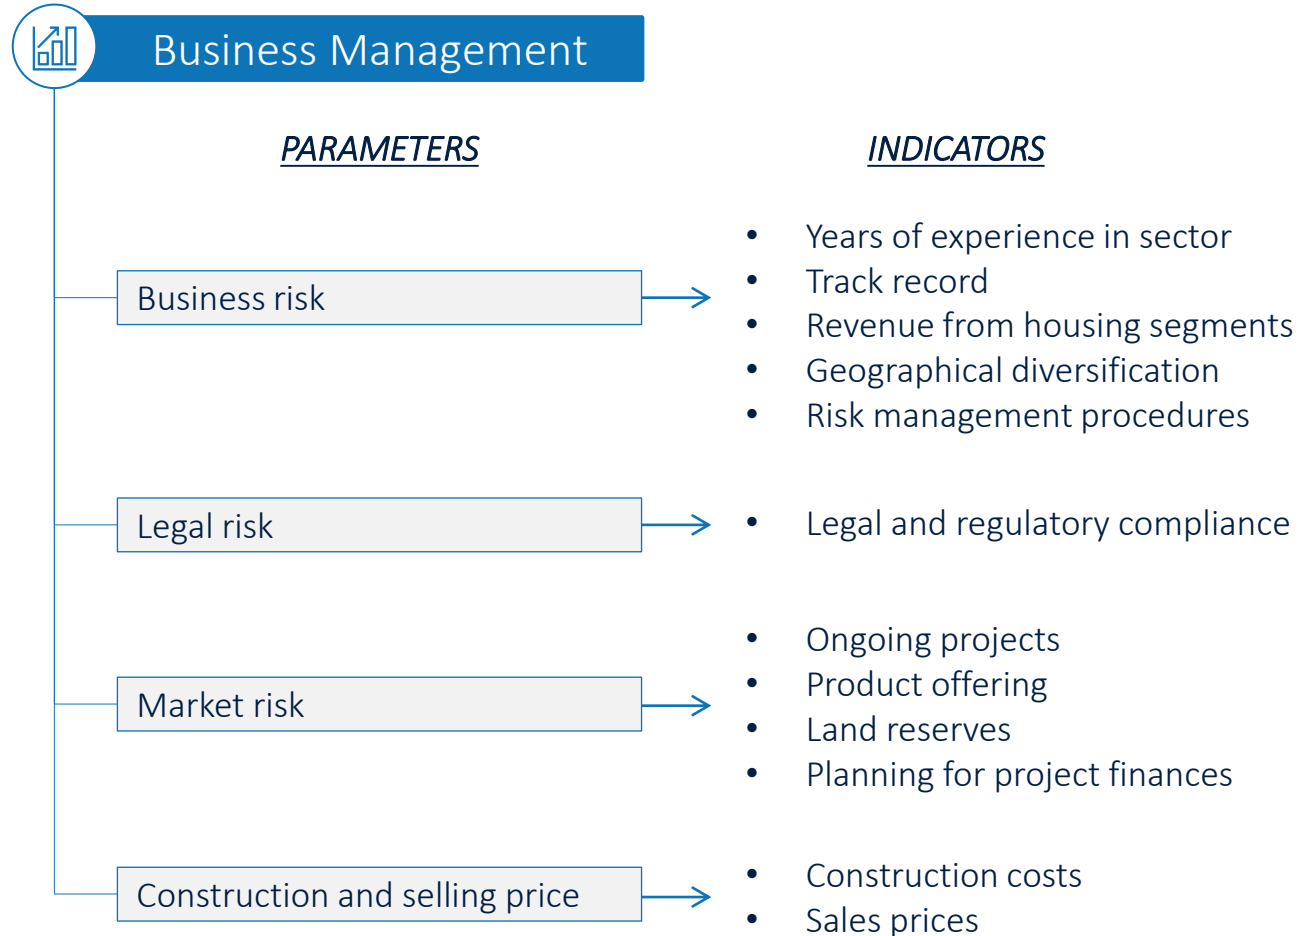 Business Management
PARAMETERS
INDICATORS
Business risk
• Years of experience in sector
• Track record
• Revenue from housing segments
• Geographical diversification
• Risk management procedures
Legal risk
• Legal and regulatory compliance
Market risk
• Ongoing projects
• Product offering
• Land reserves
• Planning for project finances
Construction and selling price
• Construction costs
• Sales prices